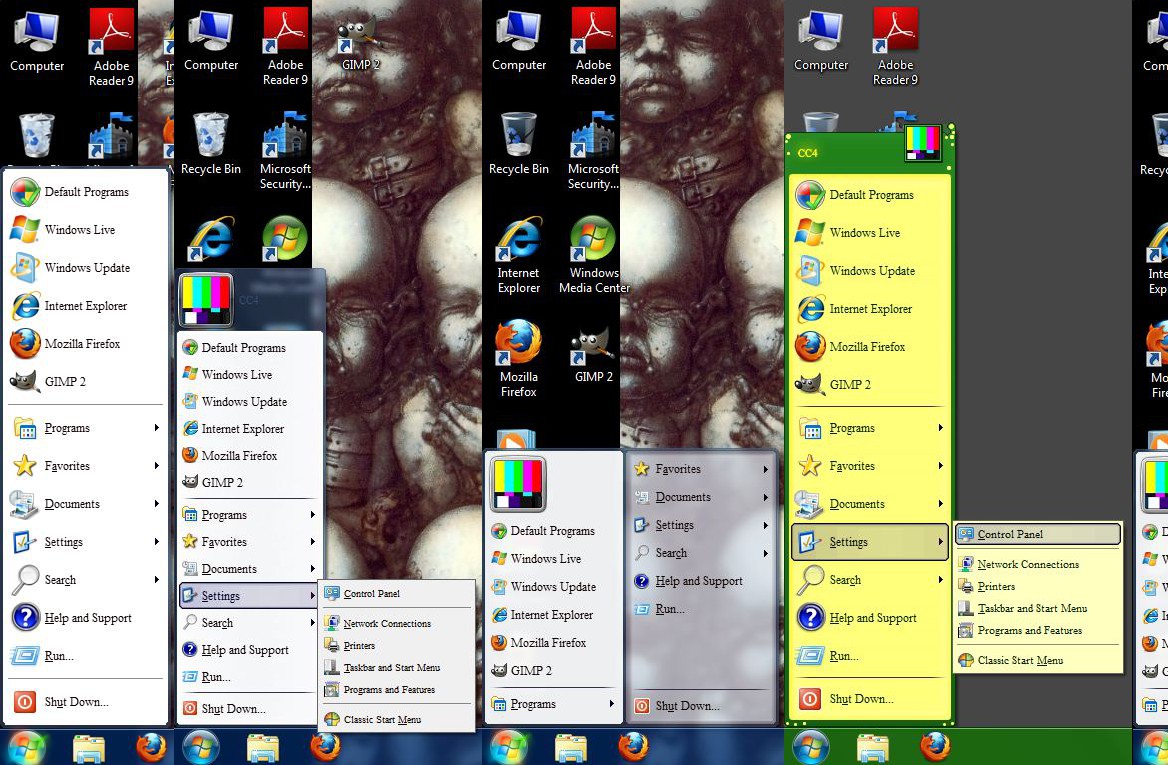 Computer
Adobe
Reader 9
Default Programs
Windows Live
Windows Update
Internet Explorer
Mozilla Firefox
GIMP 2
Programs
Favorites
Documents
Settings
Search
Help and Support
Run...
Shut Down...
Computer
Adobe
Reader 9
GIMP 2
Recycle Bin
Microsoft
Security...
CC4
Default Programs
Windows Live
Windows Update
Internet Explorer
Mozilla Firefox
GIMP 2
Programs
Favorites
Documents
Settings
Search
Help and Support
Run...
Shut Down...
Control Panel
Network Connections
Printers
Taskbar and Start Menu
Programs and Features
Classic Start Menu
Computer
Adobe
Reader 9
Recycle Bin
Microsoft
Security...
Internet
Explorer
Windows
Media Center
Mozilla
Firefox
GIMP 2
Default Programs
Windows Live
Windows Update
Internet Explorer
Mozilla Firefox
GIMP 2
Programs
Favorites
Documents
Settings
Search
Help and Support
Run...
Shut Down...
Computer
Adobe
Reader 9
CC4
Default Programs
Windows Live
Windows Update
Internet Explorer
Mozilla Firefox
GIMP 2
Programs
Favorites
Documents
Settings
Search
Help and Support
Run...
Shut Down...
Control Panel
Network Connections
Printers
Taskbar and Start Menu
Programs and Features
Classic Start Menu